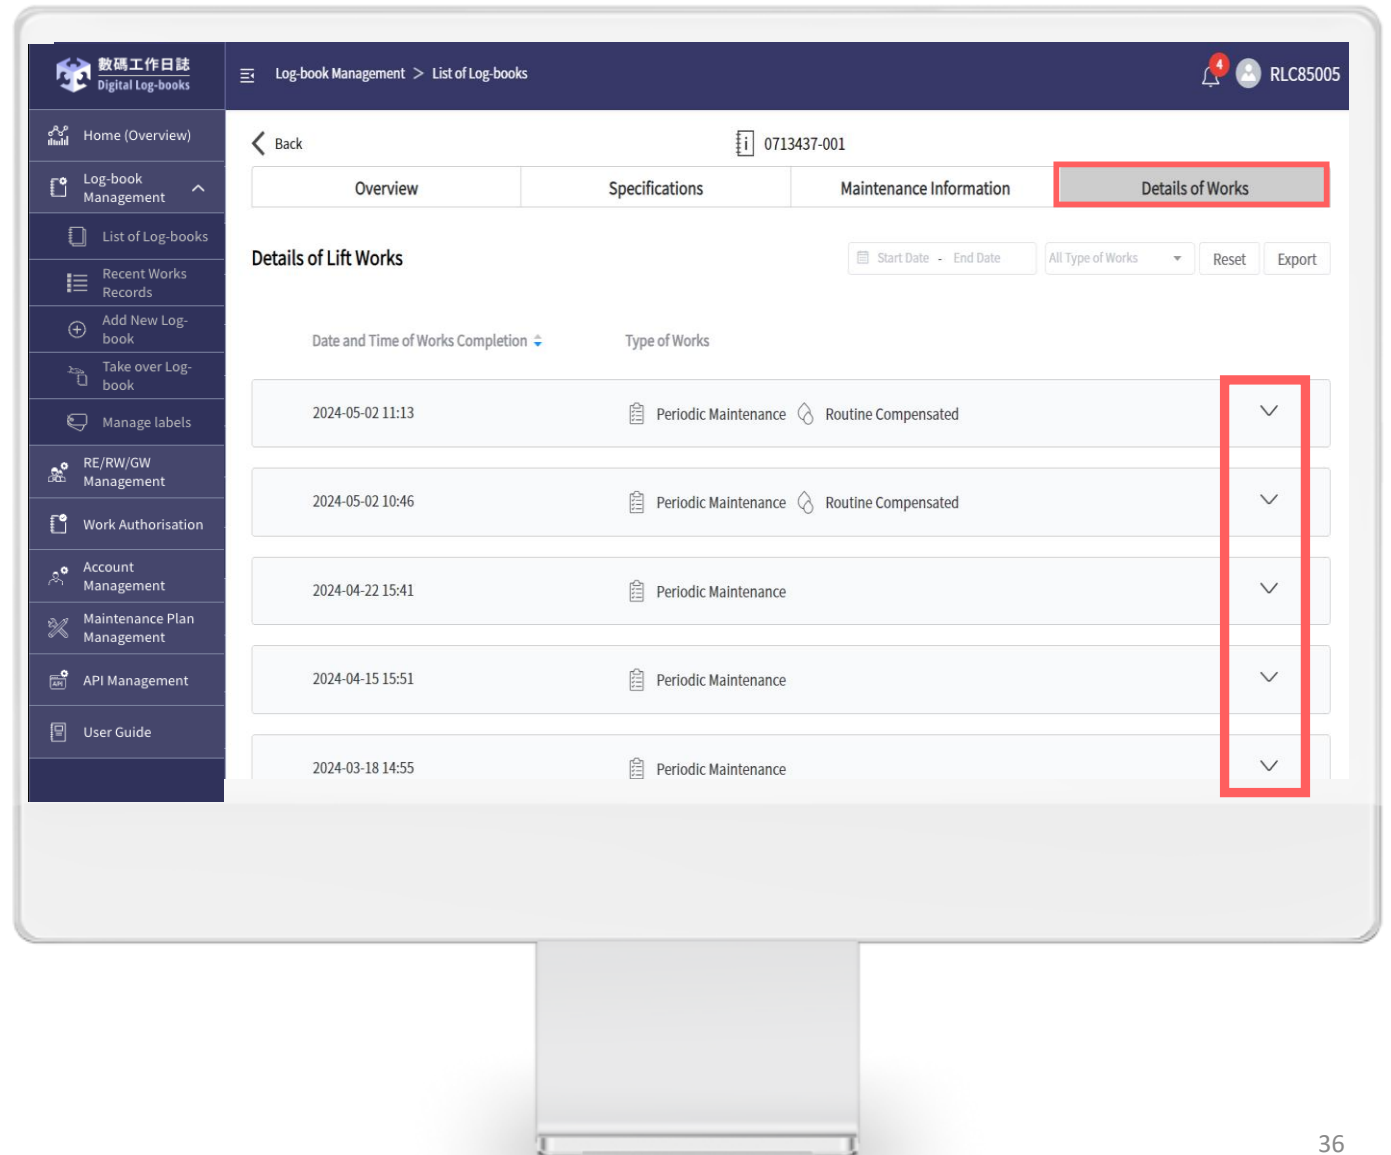 數碼工作日誌
Digital Log-books
Log-book Management > List of Log-books
4
RLC85005
Home (Overview)
Log-book
Management
List of Log-books
Recent Works
Records
Add New Log-
book
Take over Log-
book
Manage labels
RE/RW/GW
Management
Work Authorisation
Account
Management
Maintenance Plan
Management
API
API Management
User Guide
Back
0713437-001
Overview
Specifications
Maintenance Information
Details of Works
Details of Lift Works
Start Date - End Date
All Type of Works
Reset
Export
Date and Time of Works Completion
Type of Works
2024-05-02 11:13
Periodic Maintenance
Routine Compensated
2024-05-02 10:46
Periodic Maintenance
Routine Compensated
2024-04-22 15:41
Periodic Maintenance
2024-04-15 15:51
Periodic Maintenance
2024-03-18 14:55
Periodic Maintenance
36